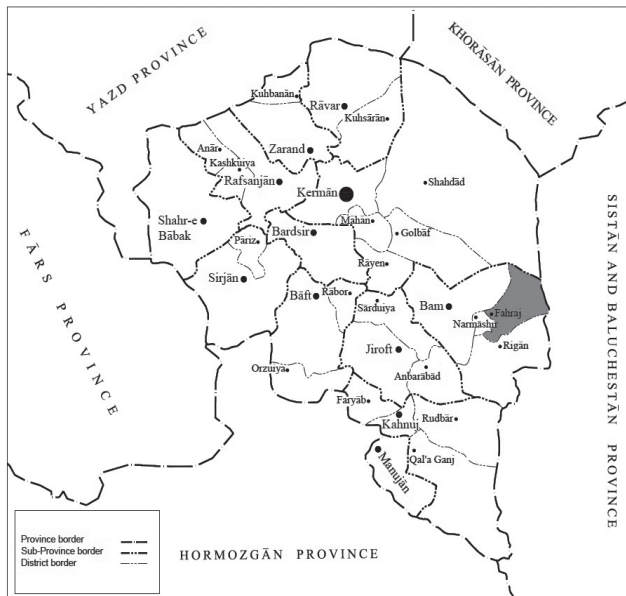 YAZD PROVINCE
KHORĀSĀN PROVINCE
Kuhbanān
Rāvar
Kuhsārān
Anār
Zarand
Kashkuiya
Rafsanjān
Kermān
Shahdād
Shahr-e
Bābak
Māhān
Bardsir
Golbāf
Pāriz
Rāyen
Sirjān
Bāft
Rābor
Sārduiya
Bam
Fahraj
Narmāshir
Rigān
Jiroft
Orzuiya
Anbarābād
Faryāb
Kahnuj
Rudbār
Manujān
Qal'a Ganj
FĀRS PROVINCE
SISTĀN AND BALUCHESTĀN PROVINCE
HORMOZGĀN PROVINCE
Province border
Sub-Province border
District border